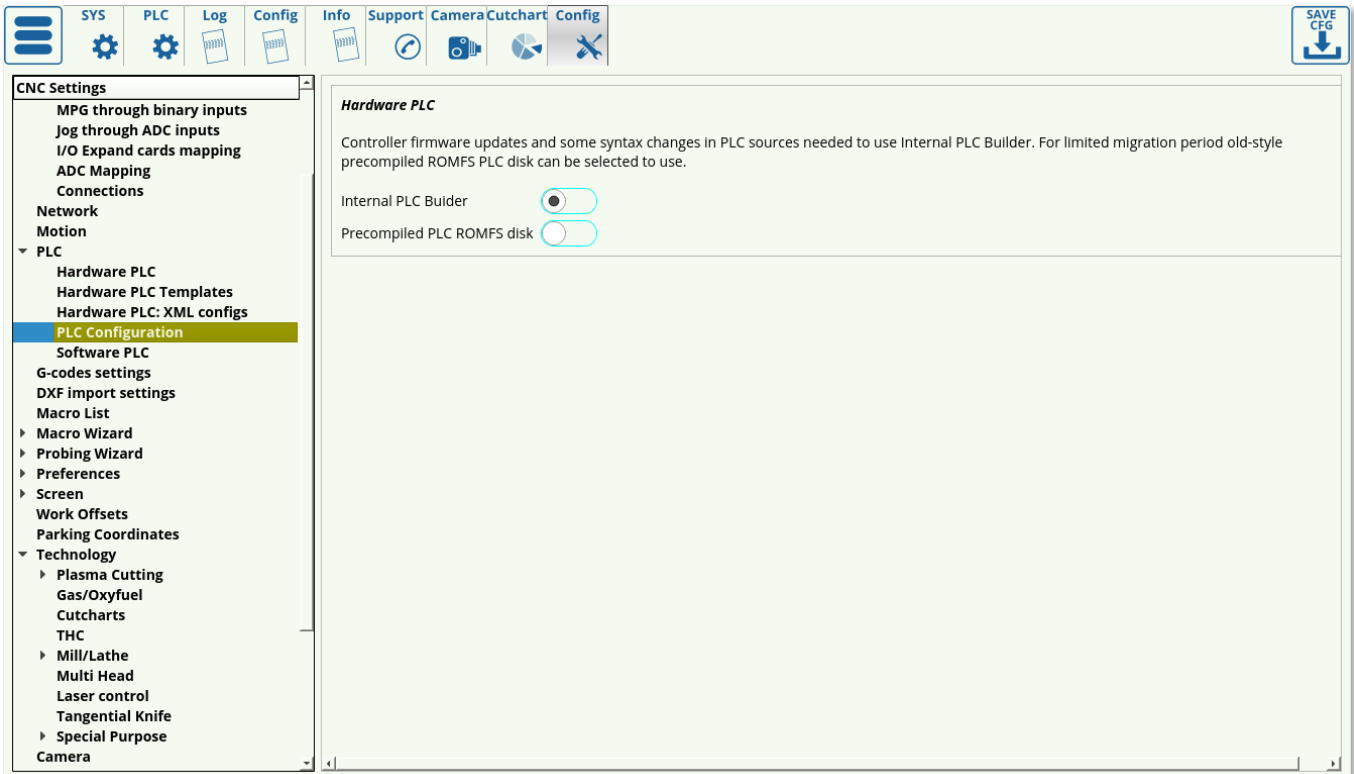 SYS PLC Log Config Info Support Camera Cutchart Config SAVE CFG
CNC Settings
MPG through binary inputs
Jog through ADC inputs
I/O Expand cards mapping
ADC Mapping
Connections
Network
Motion
PLC
Hardware PLC
Hardware PLC Templates
Hardware PLC: XML configs
PLC Configuration
Software PLC
G-codes settings
DXF import settings
Macro List
Macro Wizard
Probing Wizard
Preferences
Screen
Work Offsets
Parking Coordinates
Technology
Plasma Cutting
Gas/Oxyfuel
Cutcharts
THC
Mill/Lathe
Multi Head
Laser control
Tangential Knife
Special Purpose
Camera
Hardware PLC
Controller firmware updates and some syntax changes in PLC sources needed to use Internal PLC Builder. For limited migration period old-style
precompiled ROMFS PLC disk can be selected to use.
Internal PLC Buider
Precompiled PLC ROMFS disk